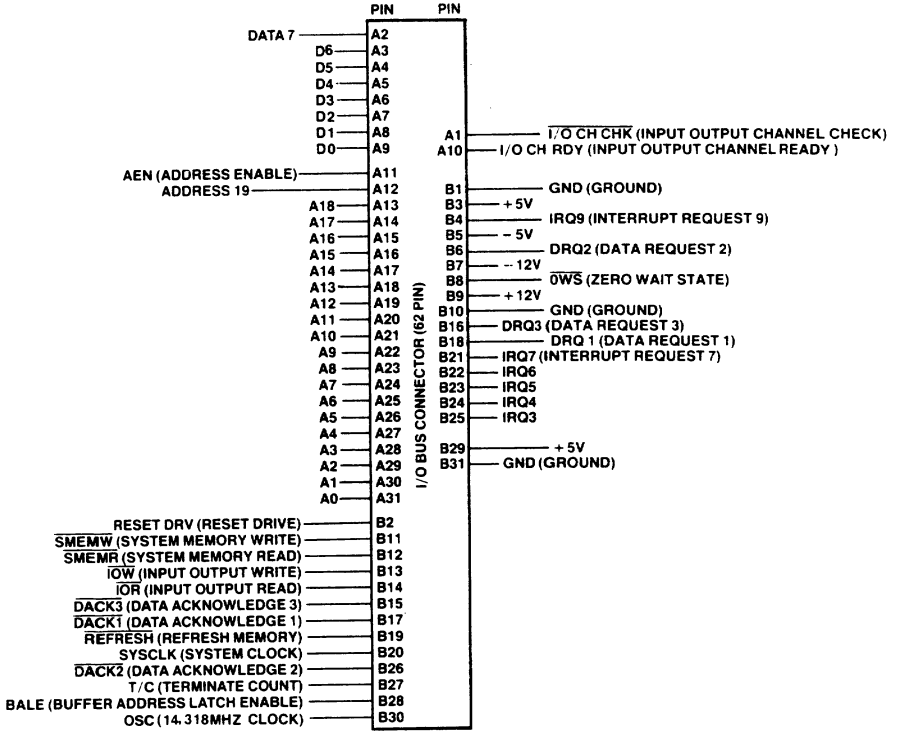 PIN PIN
DATA 7 A2
D6 A3
D5 A4
D4 A5
D3 A6
D2 A7
D1 A8
D0 A9
AEN (ADDRESS ENABLE) A11
ADDRESS 19 A12
A18 A13
A17 A14
A16 A15
A15 A16
A14 A17
A13 A18
A12 A19
A11 A20
A10 A21
A9 A22
A8 A23
A7 A24
A6 A25
A5 A26
A4 A27
A3 A28
A2 A29
A1 A30
A0 A31
RESET DRV (RESET DRIVE) B2
SMEMW (SYSTEM MEMORY WRITE) B11
SMEMR (SYSTEM MEMORY READ) B12
IOW (INPUT OUTPUT WRITE) B13
IOR (INPUT OUTPUT READ) B14
DACK3 (DATA ACKNOWLEDGE 3) B15
DACK1 (DATA ACKNOWLEDGE 1) B17
REFRESH (REFRESH MEMORY) B19
SYSCLK (SYSTEM CLOCK) B20
DACK2 (DATA ACKNOWLEDGE 2) B26
T/C (TERMINATE COUNT) B27
BALE (BUFFER ADDRESS LATCH ENABLE) B28
OSC (14.318MHZ CLOCK) B30
I/O BUS CONNECTOR (62 PIN)
A1 I/O CH CHK (INPUT OUTPUT CHANNEL CHECK)
A10 I/O CH RDY (INPUT OUTPUT CHANNEL READY )
B1 GND (GROUND)
B3 +5V
B4 IRQ9 (INTERRUPT REQUEST 9)
B5 -5V
B6 DRQ2 (DATA REQUEST 2)
B7 -12V
B8 0WS (ZERO WAIT STATE)
B9 +12V
B10 GND (GROUND)
B16 DRQ3 (DATA REQUEST 3)
B18 DRQ 1 (DATA REQUEST 1)
B21 IRQ7 (INTERRUPT REQUEST 7)
B22 IRQ6
B23 IRQ5
B24 IRQ4
B25 IRQ3
B29 +5V
B31 GND (GROUND)